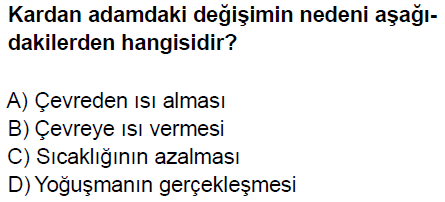 Kardan adamdaki değişimin nedeni aşağı-
dakilerden hangisidir?
A) Çevreden ısı alması
B) Çevreye ısı vermesi
C) Sıcaklığının azalması
D) Yoğuşmanın gerçekleşmesi